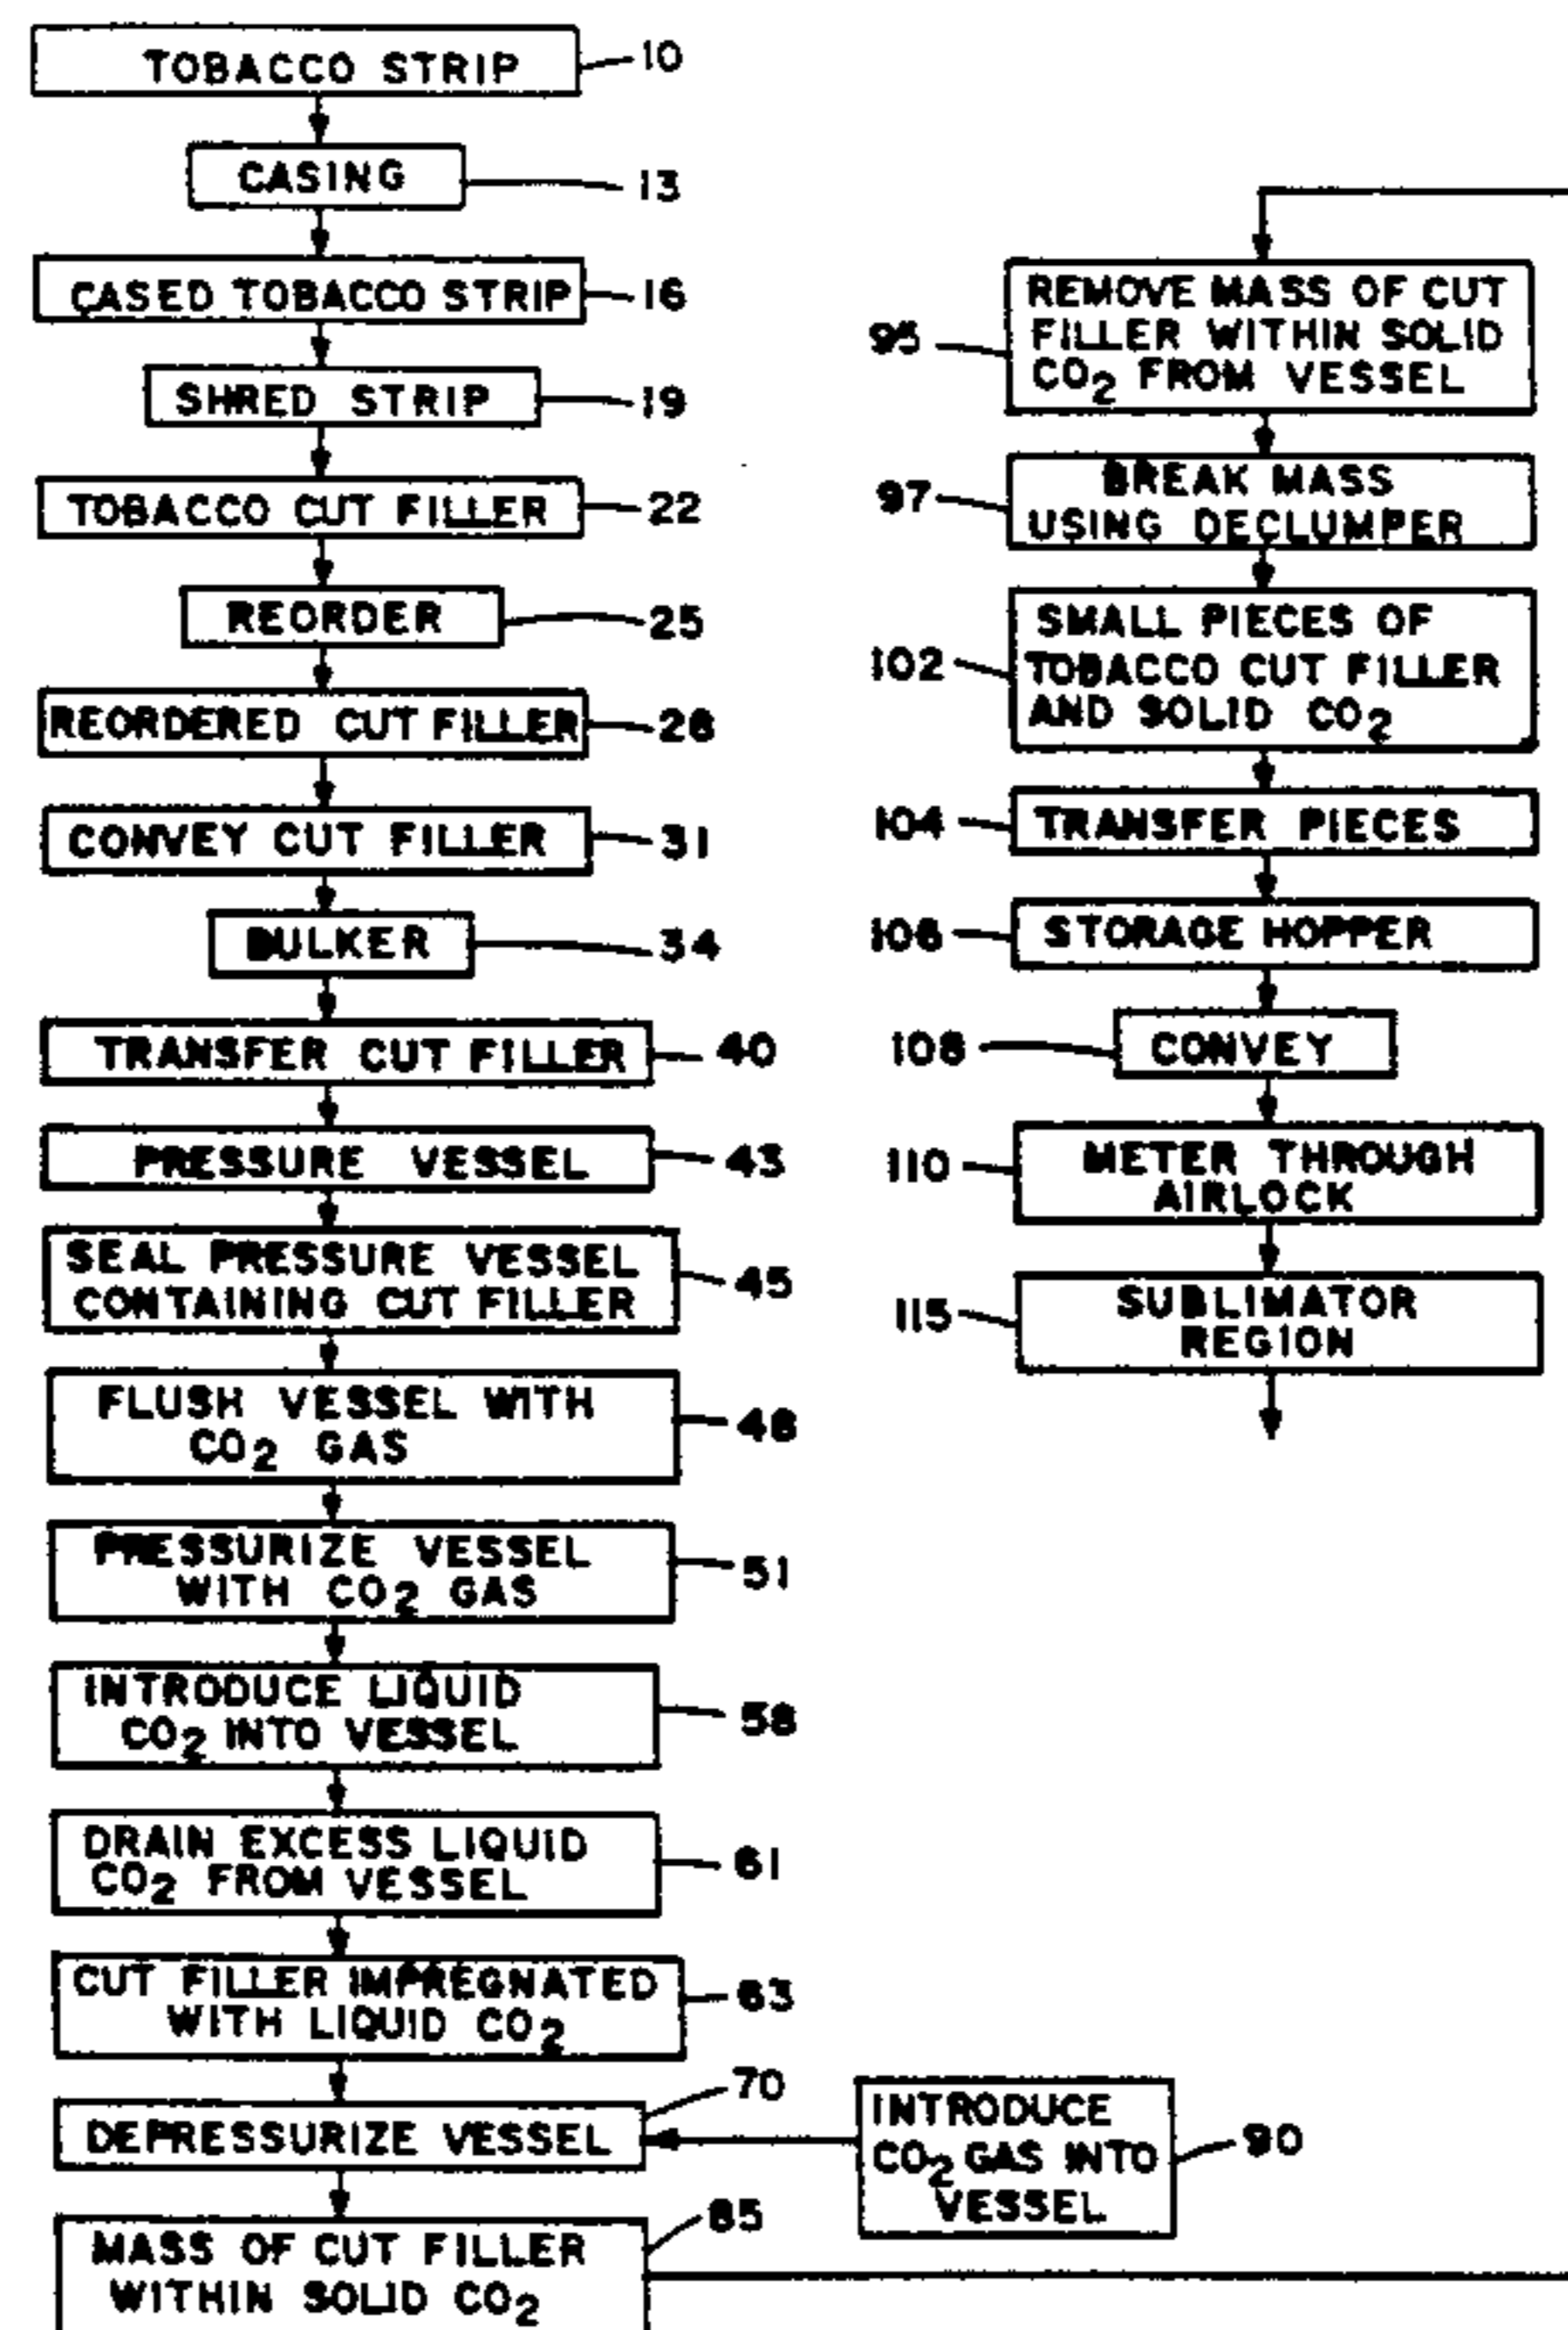 TOBACCO STRIP
10
CASING
13
CASED TOBACCO STRIP
16
SHRED STRIP
19
TOBACCO CUT FILLER
22
REORDER
25
REORDERED CUT FILLER
28
CONVEY CUT FILLER
31
BULKER
34
TRANSFER CUT FILLER
40
PRESSURE VESSEL
43
SEAL PRESSURE VESSEL
CONTAINING CUT FILLER
45
FLUSH VESSEL WITH
CO2 GAS
48
PRESSURIZE VESSEL
WITH CO2 GAS
51
INTRODUCE LIQUID
CO2 INTO VESSEL
58
DRAIN EXCESS LIQUID
CO2 FROM VESSEL
61
CUT FILLER IMPREGNATED
WITH LIQUID CO2
63
DEPRESSURIZE VESSEL
70
INTRODUCE
CO2 GAS INTO
VESSEL
90
MASS OF CUT FILLER
WITHIN SOLID CO2
85
REMOVE MASS OF CUT
FILLER WITHIN SOLID
CO2 FROM VESSEL
95
BREAK MASS
USING DECLUMPER
97
SMALL PIECES OF
TOBACCO CUT FILLER
AND SOLID CO2
102
TRANSFER PIECES
104
STORAGE HOPPER
106
CONVEY
108
METER THROUGH
AIRLOCK
110
SUBLIMATOR
REGION
115